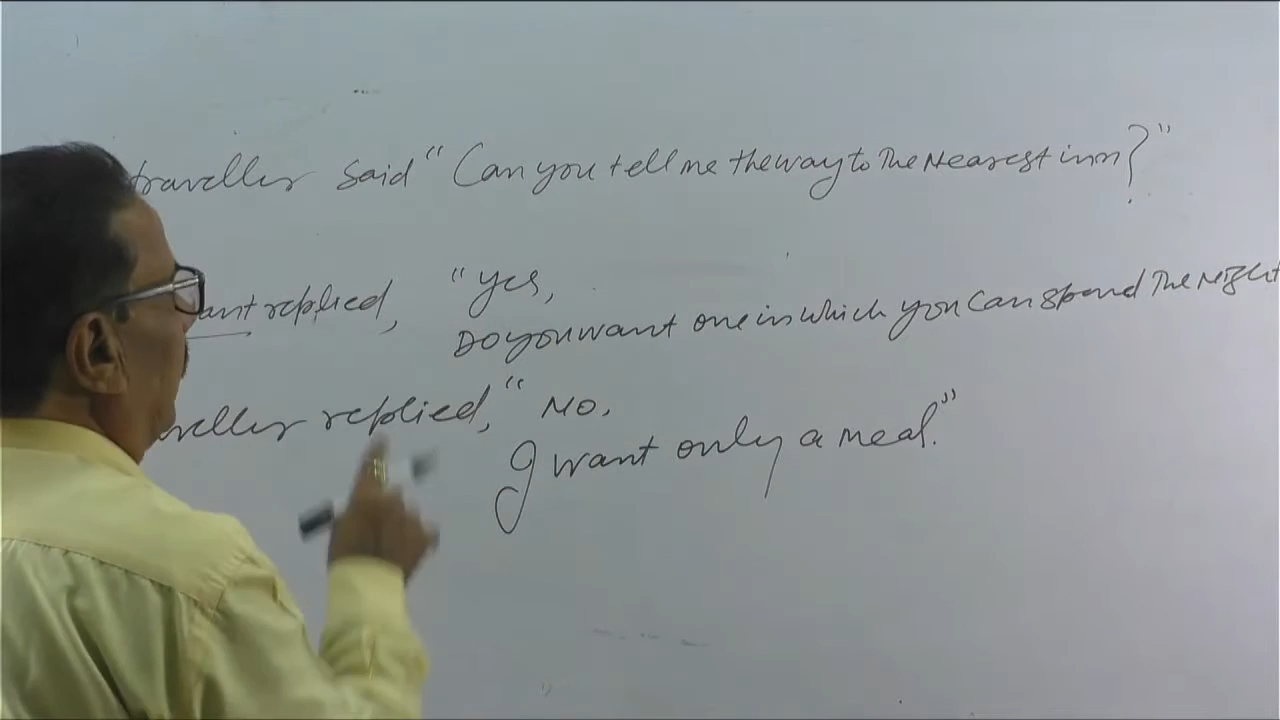 traveller said “Can you tell me the way to The Nearest inn?”
replied, “yes,
Do you want one in which you can spend The Night
replied, “No,
I want only a meal.”